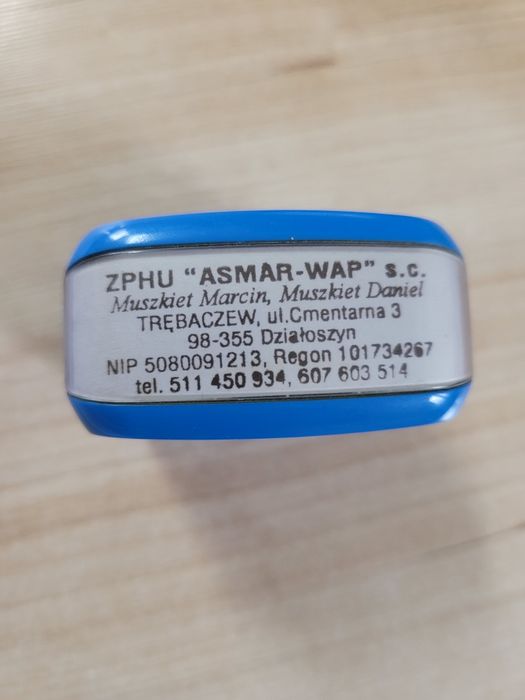 ZPHU "ASMAR-WAP" s.c.
Muszkiet Marcin, Muszkiet Daniel
TRĘBACZEW, ul.Cmentarna 3
98-355 Działoszyn
NIP 5080091213, Regon 101734267
tel. 511 450 934, 607 603 514